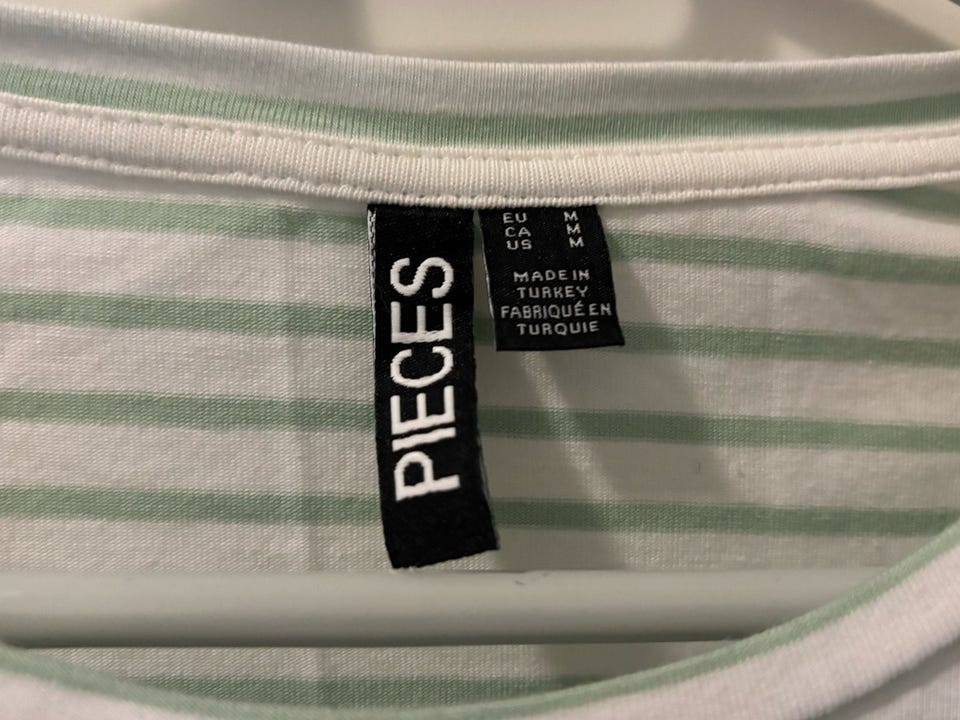 PIECES
EU M
CA M
US M
MADE IN
TURKEY
FABRIQUÉ EN
TURQUIE